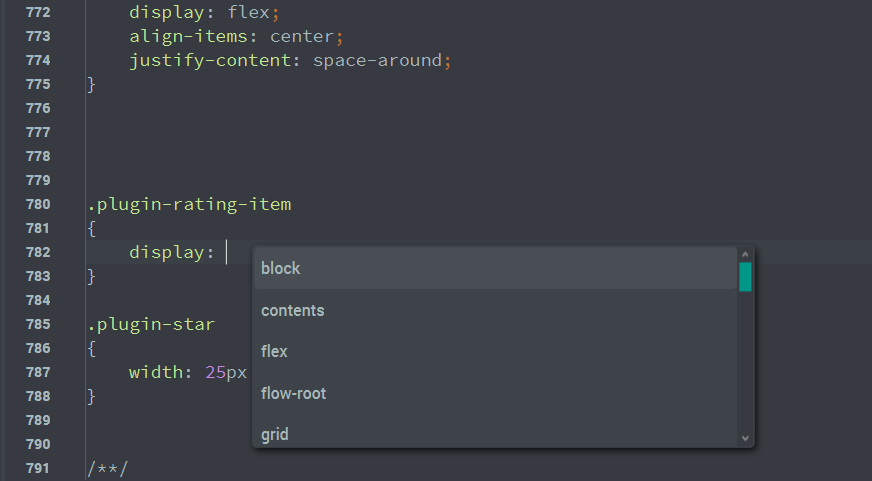 772 display: flex;
773 align-items: center;
774 justify-content: space-around;
775 }
776
777
778
779
780 .plugin-rating-item
781 {
782 display:
block
783 }
contents
784
785 .plugin-star
786 {
flex
787 width: 25px
788 }
flow-root
789
790
grid
791 /**/